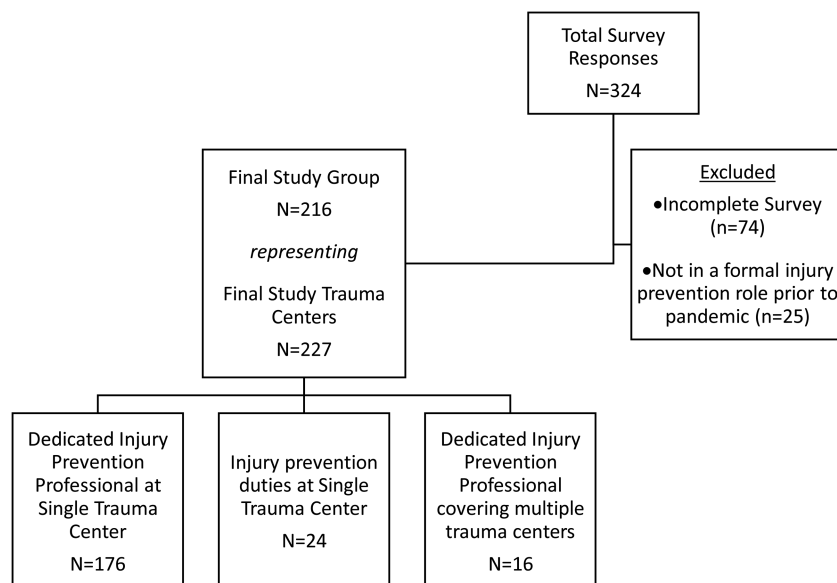 Total Survey
Responses
N=324
Excluded
•Incomplete Survey
(n=74)
•Not in a formal injury
prevention role prior to
pandemic (n=25)
Final Study Group
N=216
representing
Final Study Trauma
Centers
N=227
Dedicated Injury
Prevention
Professional at
Single Trauma
Center
N=176
Injury prevention
duties at Single
Trauma Center
N=24
Dedicated Injury
Prevention
Professional
covering multiple
trauma centers
N=16